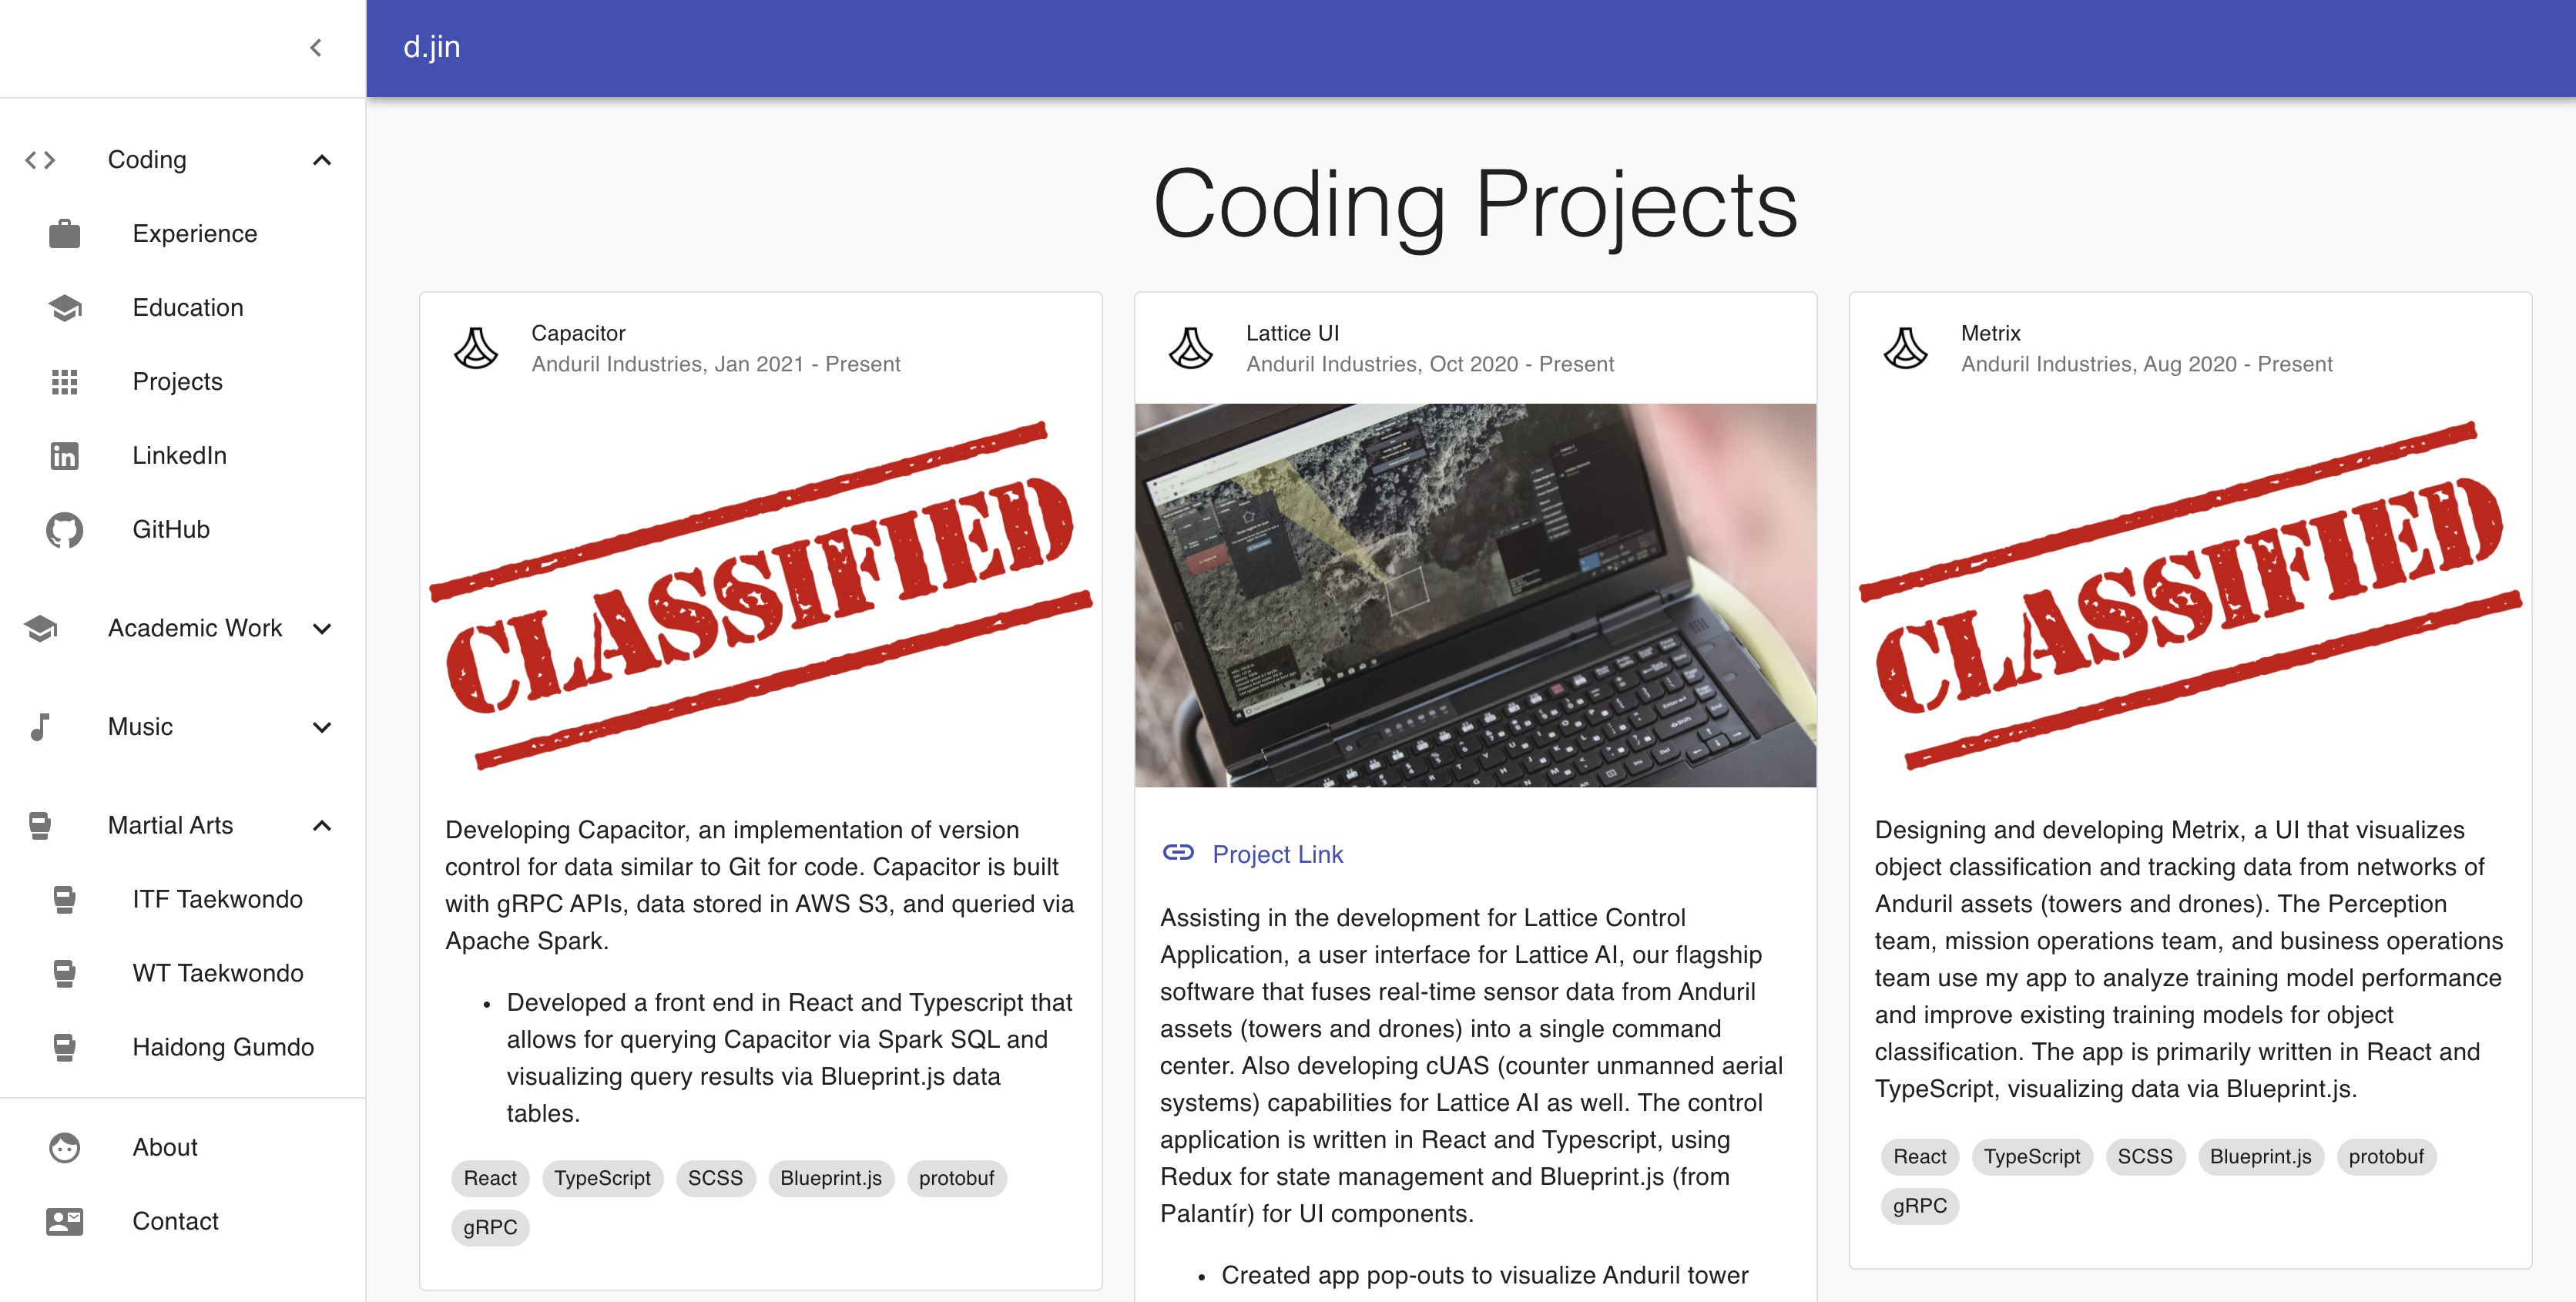 d.jin
Coding
Experience
Education
Projects
LinkedIn
GitHub
Academic Work
Music
Martial Arts
ITF Taekwondo
WT Taekwondo
Haidong Gumdo
About
Contact
Coding Projects
Capacitor
Anduril Industries, Jan 2021 - Present
CLASSIFIED
Developing Capacitor, an implementation of version
control for data similar to Git for code. Capacitor is built
with gRPC APIs, data stored in AWS S3, and queried via
Apache Spark.
• Developed a front end in React and Typescript that
allows for querying Capacitor via Spark SQL and
visualizing query results via Blueprint.js data
tables.
React TypeScript SCSS Blueprint.js protobuf
gRPC
Lattice UI
Anduril Industries, Oct 2020 - Present
Project Link
Assisting in the development for Lattice Control
Application, a user interface for Lattice AI, our flagship
software that fuses real-time sensor data from Anduril
assets (towers and drones) into a single command
center. Also developing cUAS (counter unmanned aerial
systems) capabilities for Lattice AI as well. The control
application is written in React and Typescript, using
Redux for state management and Blueprint.js (from
Palantír) for UI components.
• Created app pop-outs to visualize Anduril tower
Metrix
Anduril Industries, Aug 2020 - Present
CLASSIFIED
Designing and developing Metrix, a UI that visualizes
object classification and tracking data from networks of
Anduril assets (towers and drones). The Perception
team, mission operations team, and business operations
team use my app to analyze training model performance
and improve existing training models for object
classification. The app is primarily written in React and
TypeScript, visualizing data via Blueprint.js.
React TypeScript SCSS Blueprint.js protobuf
gRPC